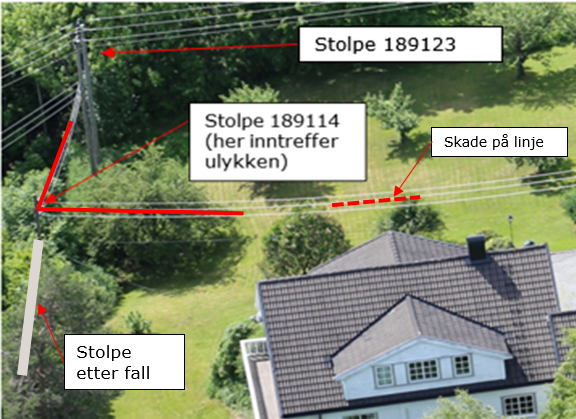 Stolpe 189123
Stolpe 189114
(her inntreffer
ulykken)
Skade på linje
Stolpe
etter fall